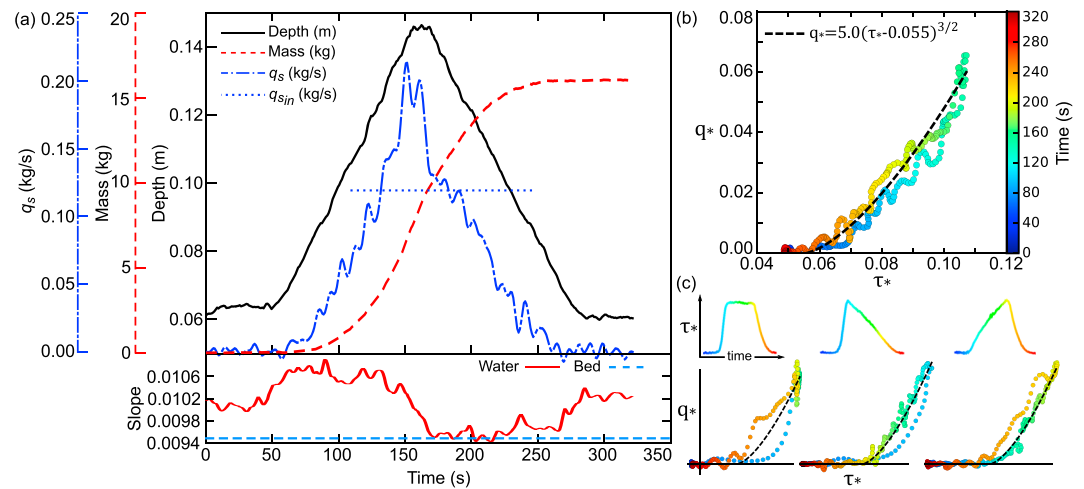 (a)
q_s (kg/s)
0.25
0.20
0.15
0.10
0.05
0.00
Mass (kg)
20
15
10
5
0
Depth (m)
0.14
0.12
0.10
0.08
0.06
Depth (m)
Mass (kg)
q_s (kg/s)
q_{s_{in}} (kg/s)
Slope
0.0106
0.0102
0.0098
0.0094
Water
Bed
0 50 100 150 200 250 300 350
Time (s)
(b)
q*
0.08
0.06
0.04
0.02
0.00
q*=5.0(τ*-0.055)^{3/2}
0.04 0.06 0.08 0.10 0.12
τ*
320
280
240
200
160
120
80
40
0
Time (s)
(c)
τ*
time
q*
τ*